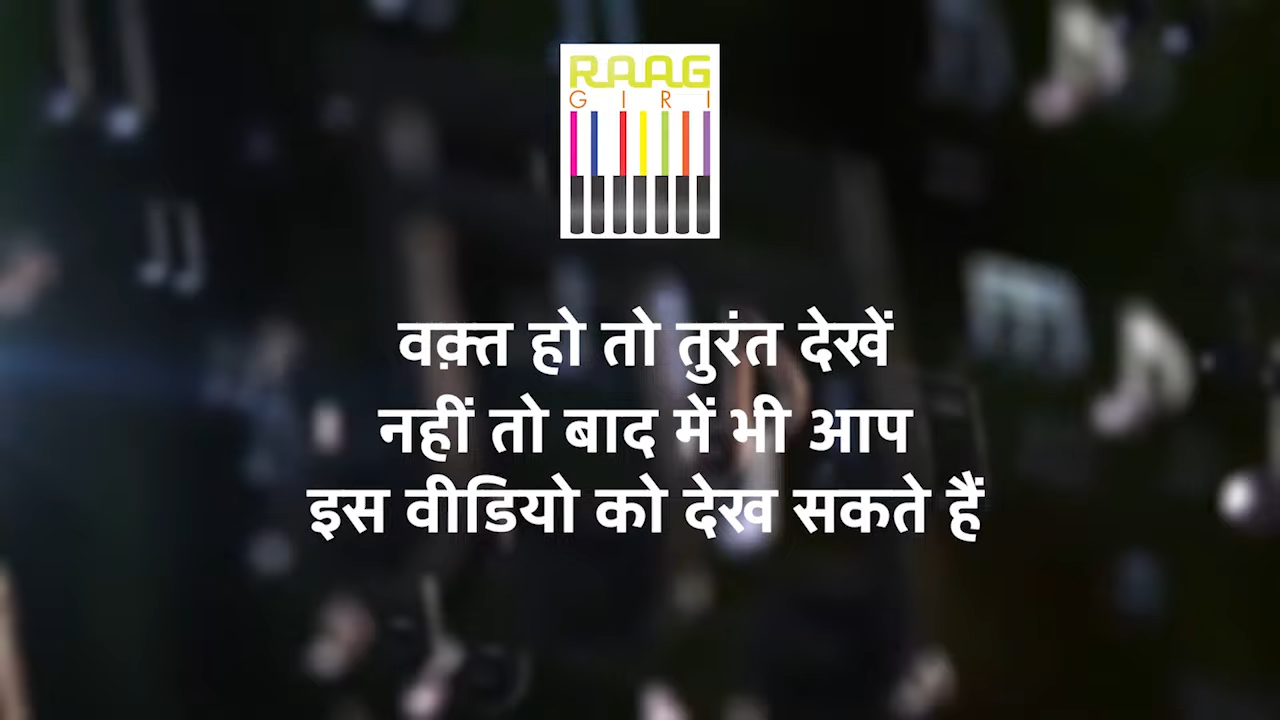 RAAG
GIRI
वक़्त हो तो तुरंत देखें
नहीं तो बाद में भी आप
इस वीडियो को देख सकते हैं